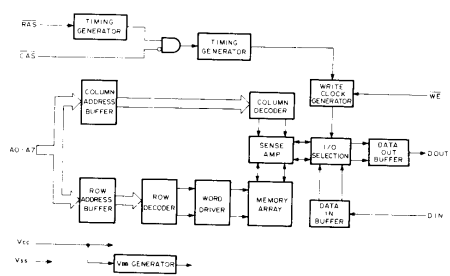 RAS
TIMING
GENERATOR
CAS
TIMING
GENERATOR
WRITE
CLOCK
GENERATOR
WE
COLUMN
ADDRESS
BUFFER
COLUMN
DECODER
A0-A7
SENSE
AMP
I/O
SELECTION
DATA
OUT
BUFFER
DOUT
ROW
ADDRESS
BUFFER
ROW
DECODER
WORD
DRIVER
MEMORY
ARRAY
DATA
IN
BUFFER
DIN
Vcc
Vss
VBB GENERATOR